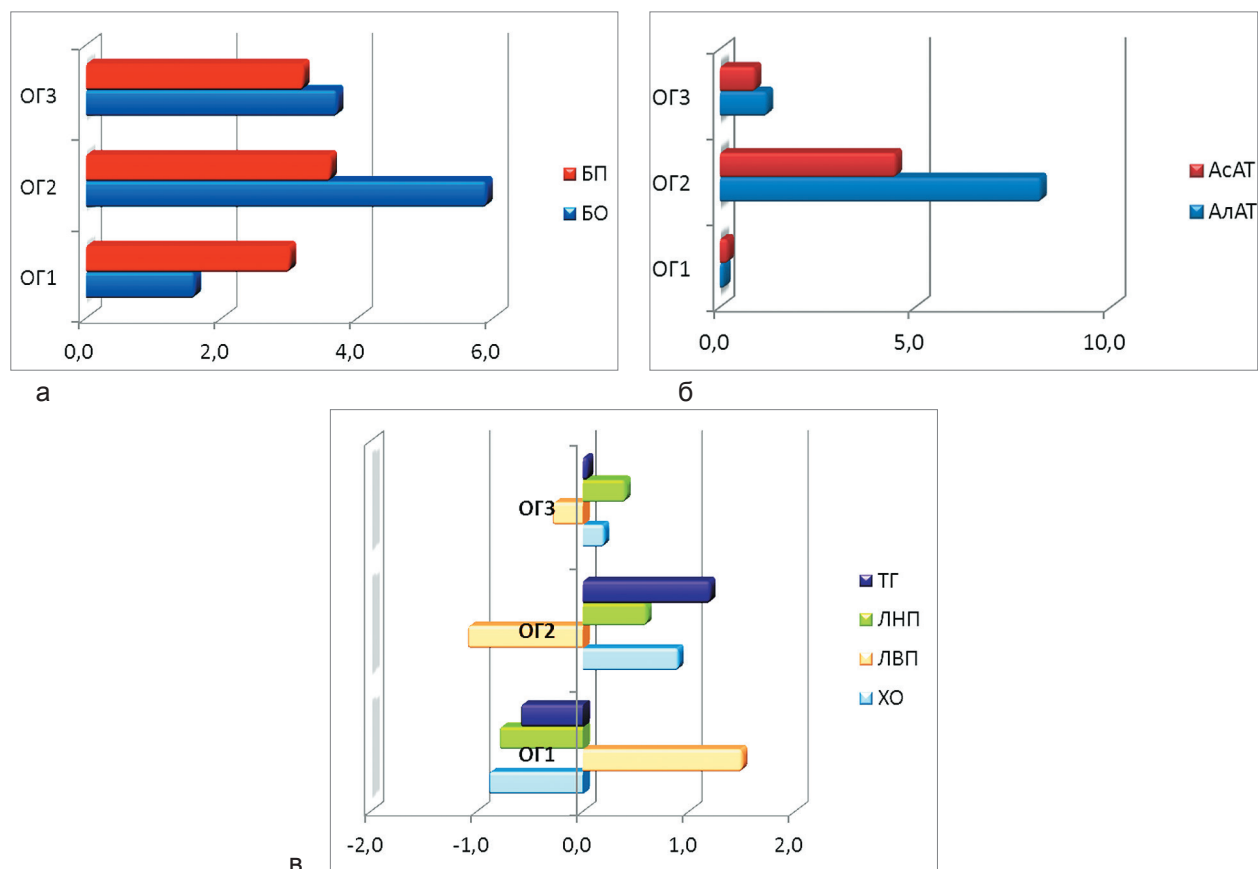 ОГ3
ОГ2
ОГ1
0,0 2,0 4,0 6,0
БП
БО
а
ОГ3
ОГ2
ОГ1
0,0 5,0 10,0
АсАТ
АлАТ
б
ОГ3
ОГ2
ОГ1
-2,0 -1,0 0,0 1,0 2,0
ТГ
ЛНП
ЛВП
ХО
в